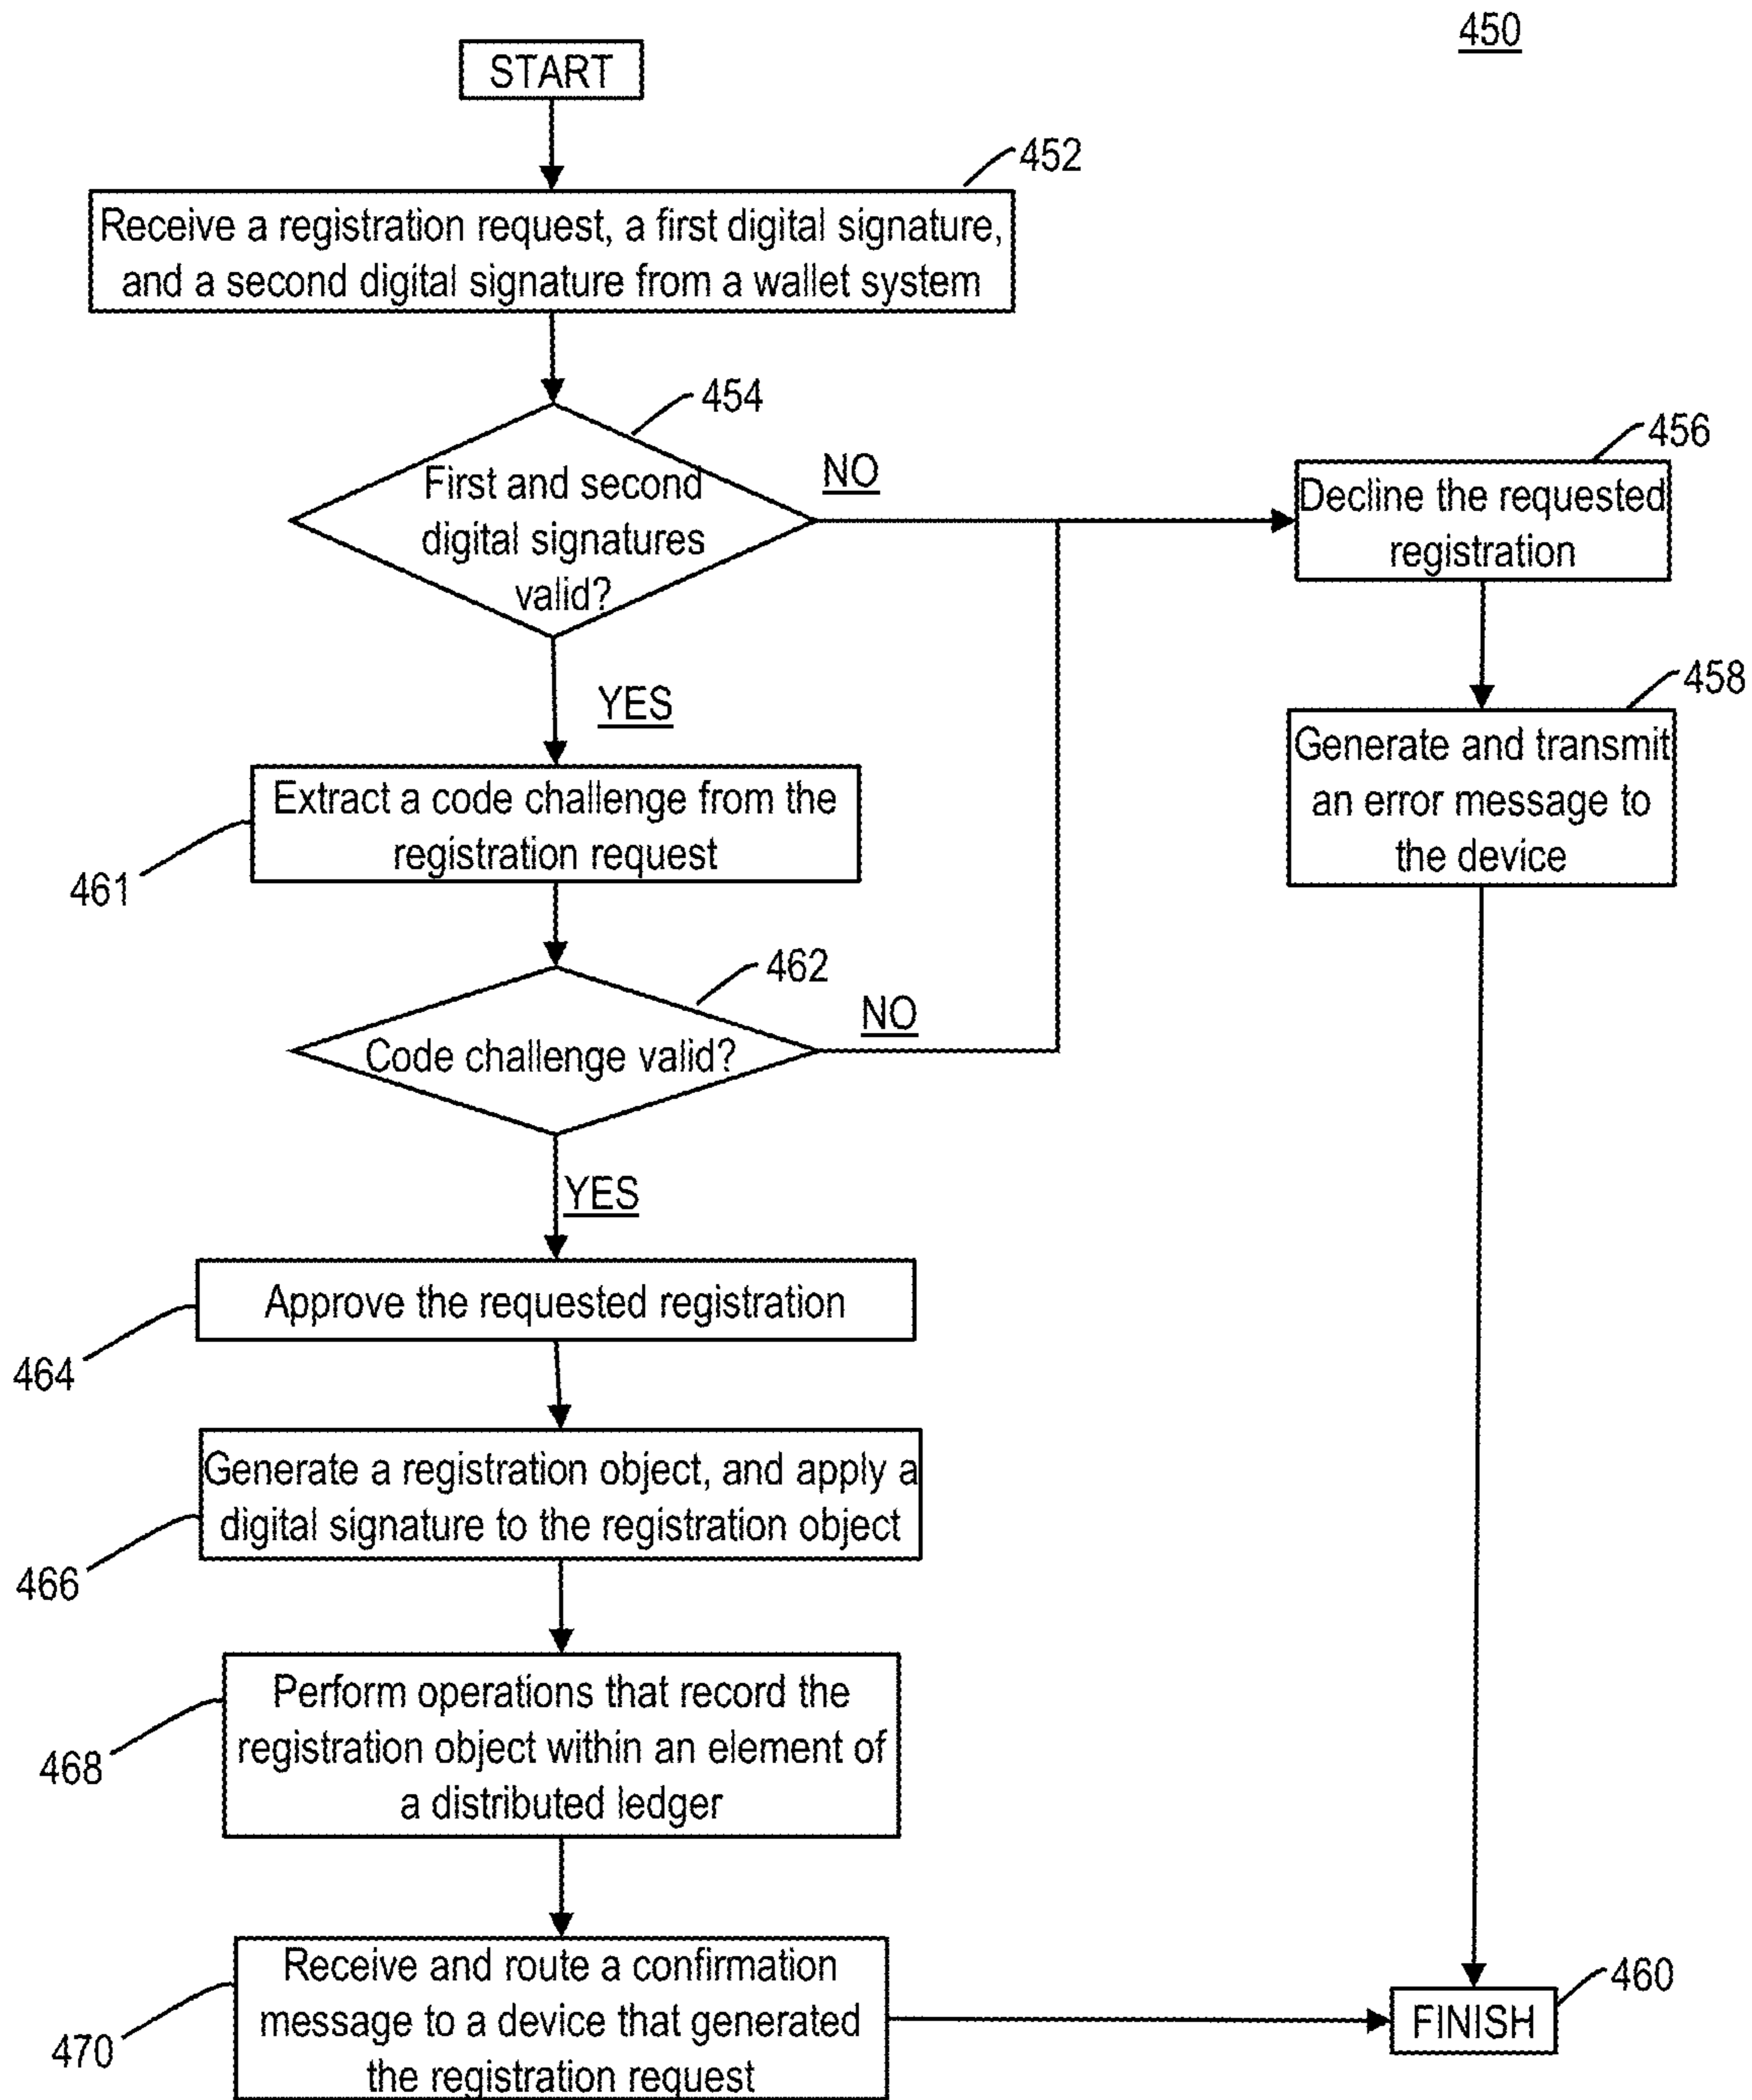 450
START
452
Receive a registration request, a first digital signature,
and a second digital signature from a wallet system
454
First and second
digital signatures
valid?
NO
456
Decline the requested
registration
YES
458
Generate and transmit
an error message to
the device
Extract a code challenge from the
registration request
461
462
Code challenge valid?
NO
YES
Approve the requested registration
464
Generate a registration object, and apply a
digital signature to the registration object
466
Perform operations that record the
registration object within an element of
a distributed ledger
468
Receive and route a confirmation
message to a device that generated
the registration request
470
460
FINISH